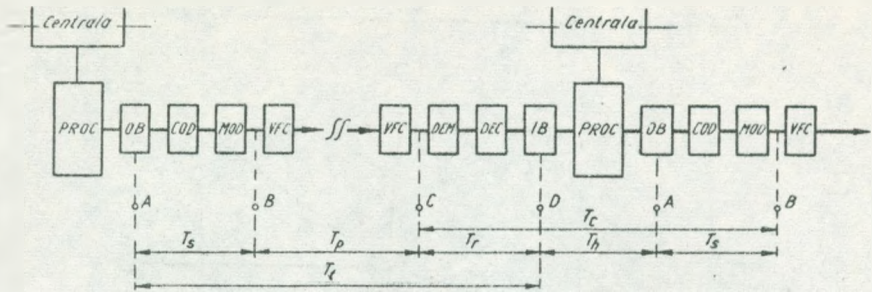 Centrala Centrala
PROC OB COD MOD VFC VFC DEM DEC IB PROC OB COD MOD VFC
A B C D A B
Tc
Ts Tp Tr Th Ts
Tℓ